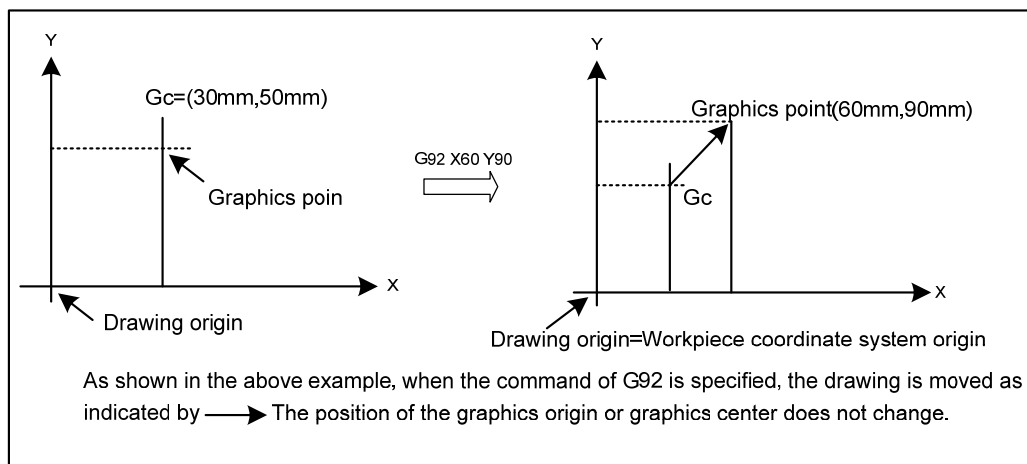 Y
Gc=(30mm,50mm)
Graphics poin
X
Drawing origin
G92 X60 Y90
Y
Graphics point(60mm,90mm)
Gc
X
Drawing origin=Workpiece coordinate system origin
As shown in the above example, when the command of G92 is specified, the drawing is moved as
indicated by The position of the graphics origin or graphics center does not change.